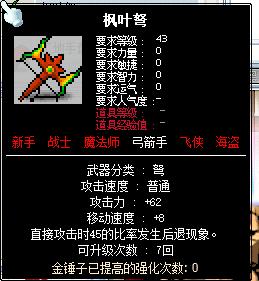 枫叶弩
要求等级 : 43
要求力量 : 0
要求敏捷 : 0
要求智力 : 0
要求运气 : 0
要求人气度 : -
道具等级 : -
道具经验值 : -
新手 战士 魔法师 弓箭手 飞侠 海盗
武器分类 : 弩
攻击速度 : 普通
攻击力 : +62
移动速度 : +8
直接攻击时45的比率发生后退现象。
可升级次数 : 7回
金锤子已提高的强化次数: 0